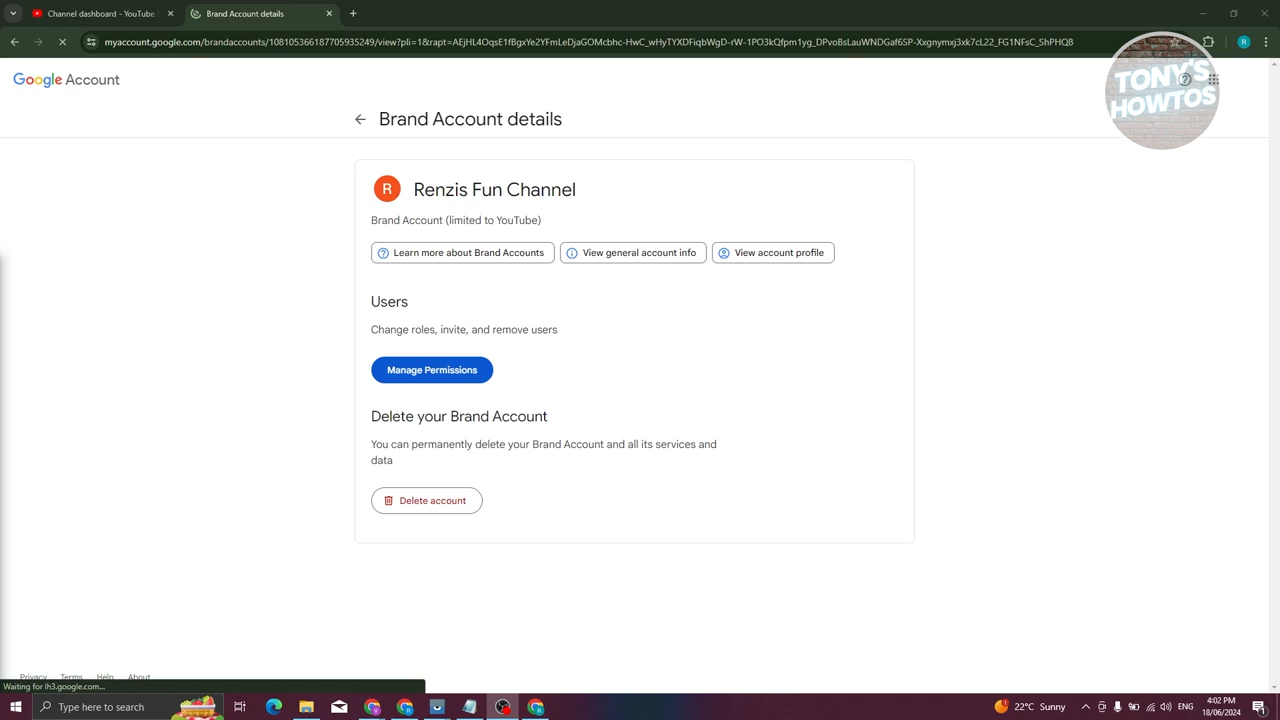 Channel dashboard - YouTube S
Brand Account details
myaccount.google.com/brandaccounts/108105366187705935249/view?pli=1&rapt=AEjHL4OqsE1fBgxYe2YFmLeDjaGOMcbhc-HwC_wHyTYXDFiqbWgD-rW-1PO3kQfpm1yg_DPvoBsLauWNDGaf6SP-Xxgnymxj3xk7cL22_FG1NFsC_ShPHQ8
R
Google Account
TONY'S
HOWTOS
Brand Account details
R
Renzis Fun Channel
Brand Account (limited to YouTube)
Learn more about Brand Accounts
View general account info
View account profile
Users
Change roles, invite, and remove users
Manage Permissions
Delete your Brand Account
You can permanently delete your Brand Account and all its services and
data
Delete account
Privacy Terms Help About
Waiting for lh3.google.com...
Type here to search
22°C Sunny
ENG
4:02 PM
18/06/2024